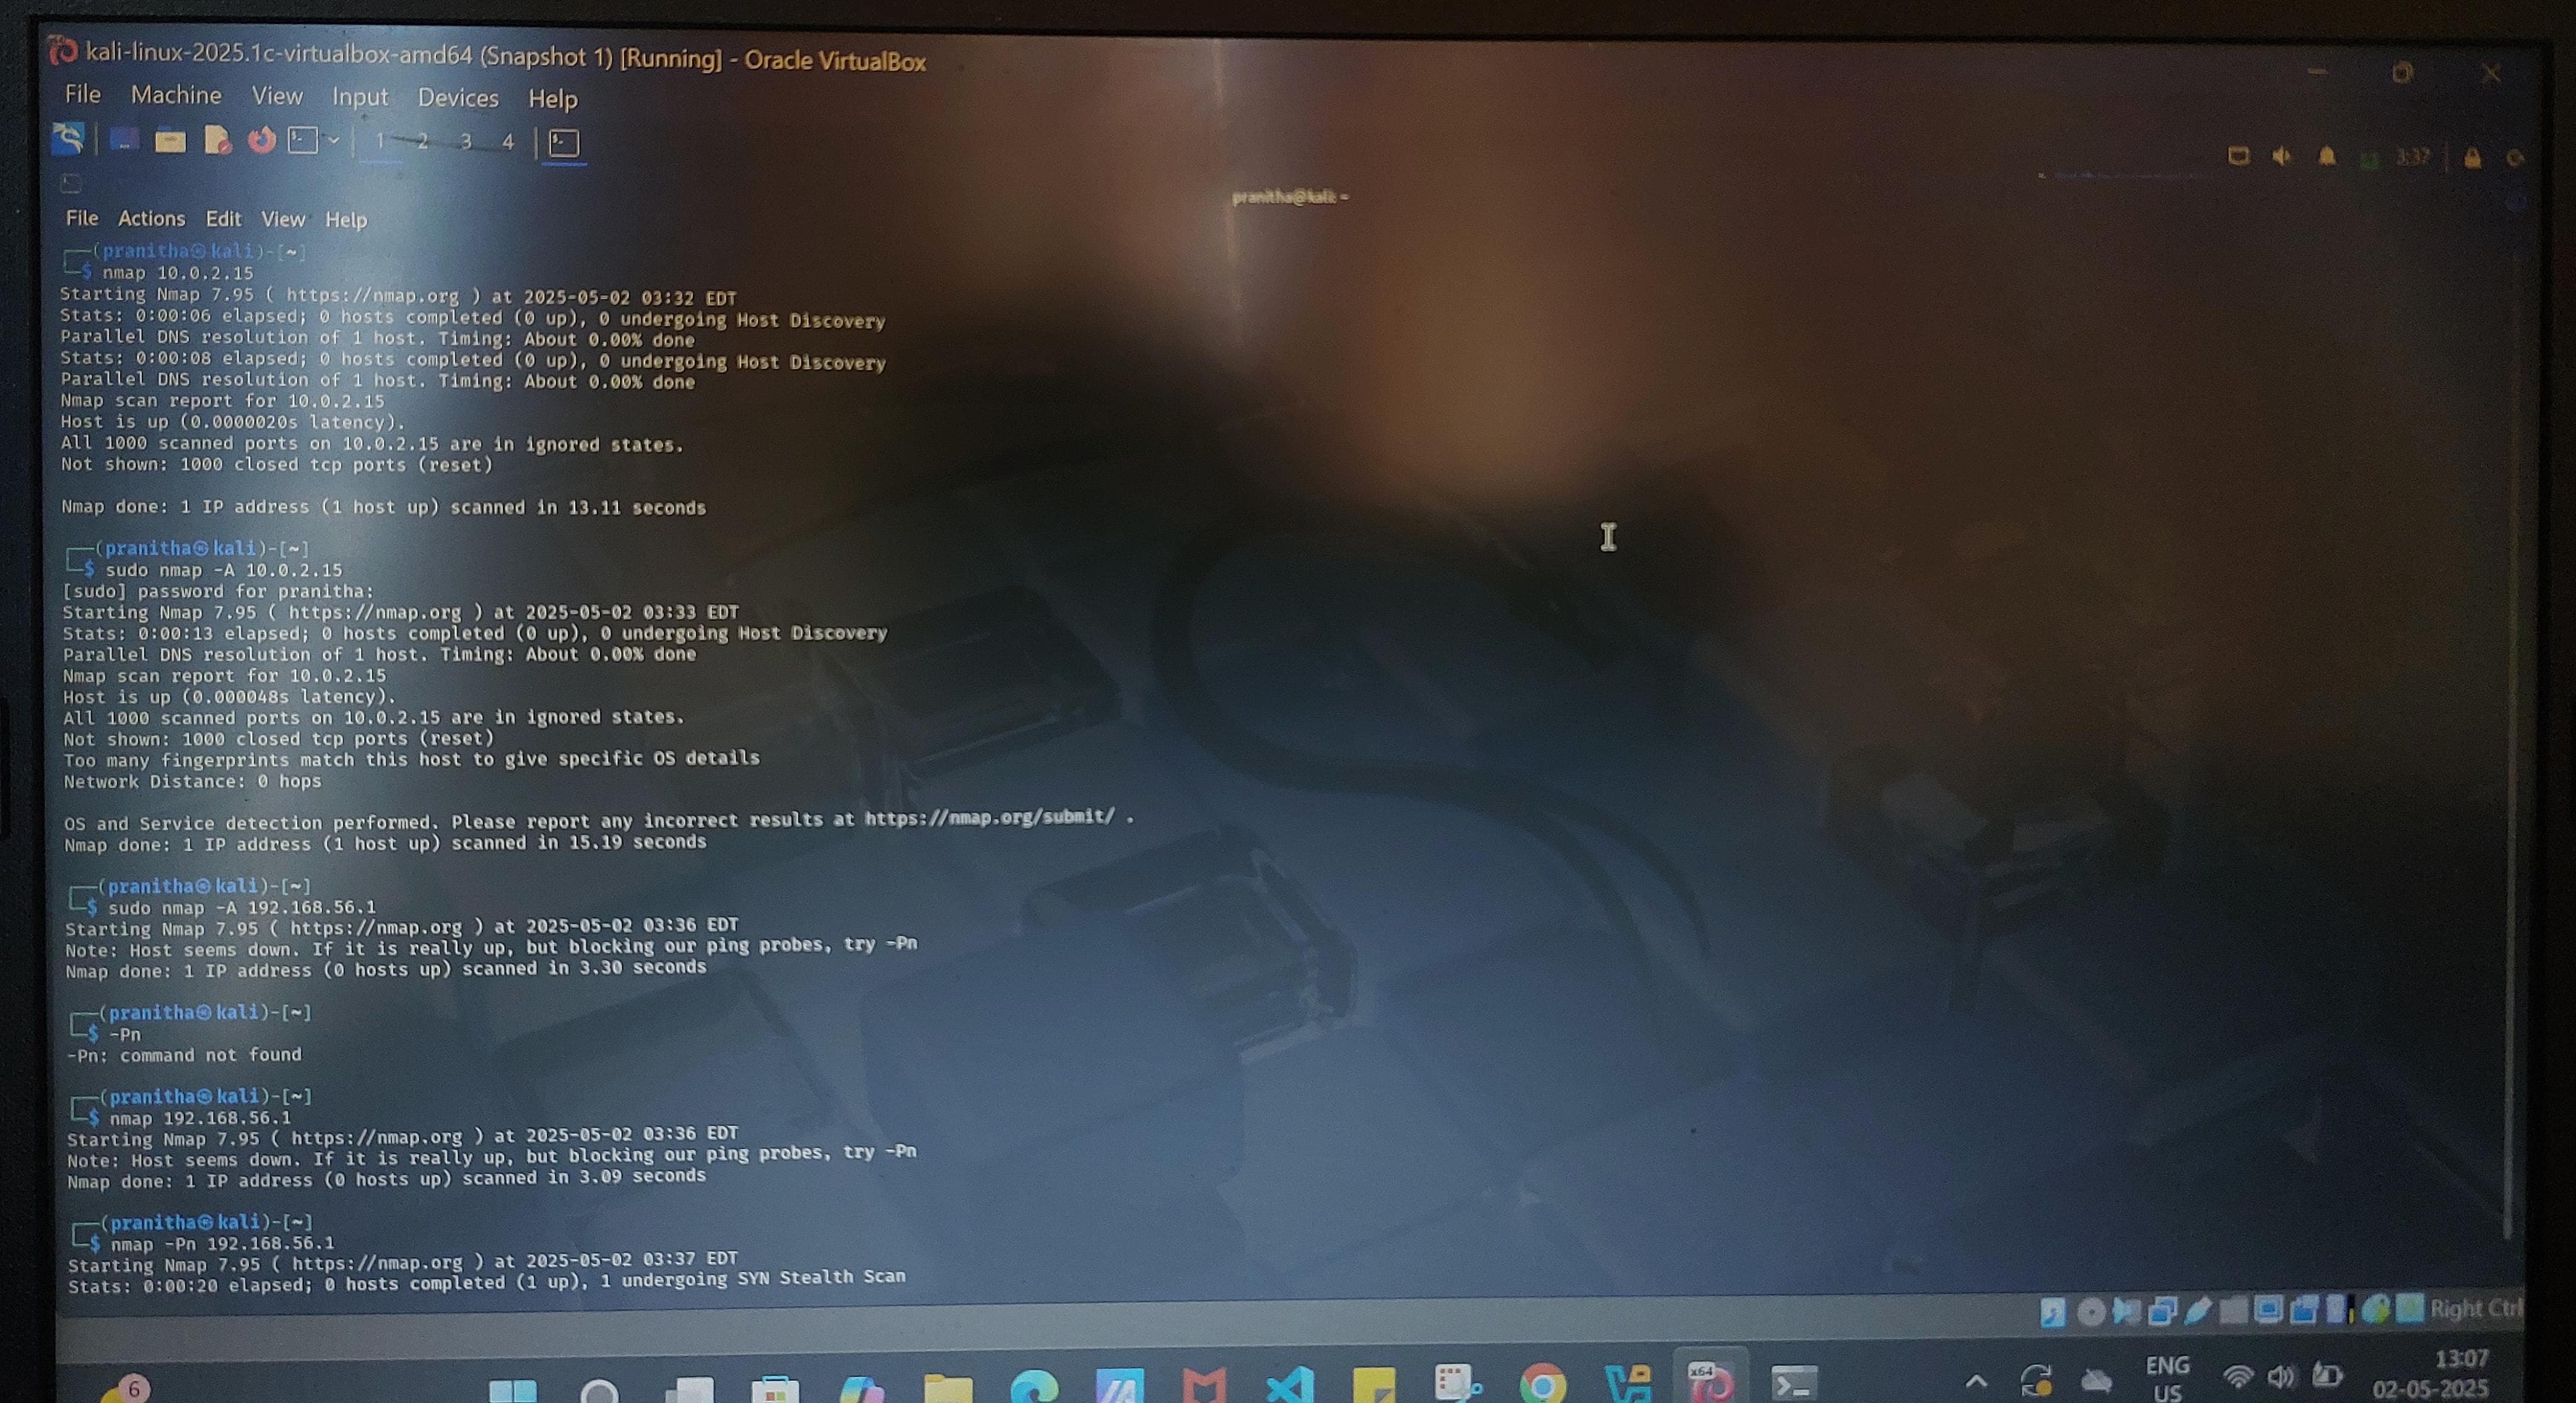 kali-linux-2025.1c-virtualbox-amd64 (Snapshot 1) [Running] - Oracle VirtualBox
File Machine View Input Devices Help
1 2 3 4
3:37
pranitha@kali: ~
File Actions Edit View Help
┌──(pranitha㉿kali)-[~]
└─$ nmap 10.0.2.15
Starting Nmap 7.95 ( https://nmap.org ) at 2025-05-02 03:32 EDT
Stats: 0:00:06 elapsed; 0 hosts completed (0 up), 0 undergoing Host Discovery
Parallel DNS resolution of 1 host. Timing: About 0.00% done
Stats: 0:00:08 elapsed; 0 hosts completed (0 up), 0 undergoing Host Discovery
Parallel DNS resolution of 1 host. Timing: About 0.00% done
Nmap scan report for 10.0.2.15
Host is up (0.0000020s latency).
All 1000 scanned ports on 10.0.2.15 are in ignored states.
Not shown: 1000 closed tcp ports (reset)
Nmap done: 1 IP address (1 host up) scanned in 13.11 seconds
┌──(pranitha㉿kali)-[~]
└─$ sudo nmap -A 10.0.2.15
[sudo] password for pranitha:
Starting Nmap 7.95 ( https://nmap.org ) at 2025-05-02 03:33 EDT
Stats: 0:00:13 elapsed; 0 hosts completed (0 up), 0 undergoing Host Discovery
Parallel DNS resolution of 1 host. Timing: About 0.00% done
Nmap scan report for 10.0.2.15
Host is up (0.000048s latency).
All 1000 scanned ports on 10.0.2.15 are in ignored states.
Not shown: 1000 closed tcp ports (reset)
Too many fingerprints match this host to give specific OS details
Network Distance: 0 hops
OS and Service detection performed. Please report any incorrect results at https://nmap.org/submit/ .
Nmap done: 1 IP address (1 host up) scanned in 15.19 seconds
┌──(pranitha㉿kali)-[~]
└─$ sudo nmap -A 192.168.56.1
Starting Nmap 7.95 ( https://nmap.org ) at 2025-05-02 03:36 EDT
Note: Host seems down. If it is really up, but blocking our ping probes, try -Pn
Nmap done: 1 IP address (0 hosts up) scanned in 3.30 seconds
┌──(pranitha㉿kali)-[~]
└─$ -Pn
-Pn: command not found
┌──(pranitha㉿kali)-[~]
└─$ nmap 192.168.56.1
Starting Nmap 7.95 ( https://nmap.org ) at 2025-05-02 03:36 EDT
Note: Host seems down. If it is really up, but blocking our ping probes, try -Pn
Nmap done: 1 IP address (0 hosts up) scanned in 3.09 seconds
┌──(pranitha㉿kali)-[~]
└─$ nmap -Pn 192.168.56.1
Starting Nmap 7.95 ( https://nmap.org ) at 2025-05-02 03:37 EDT
Stats: 0:00:20 elapsed; 0 hosts completed (1 up), 1 undergoing SYN Stealth Scan
Right Ctrl
6
x64
ENG
US
13:07
02-05-2025